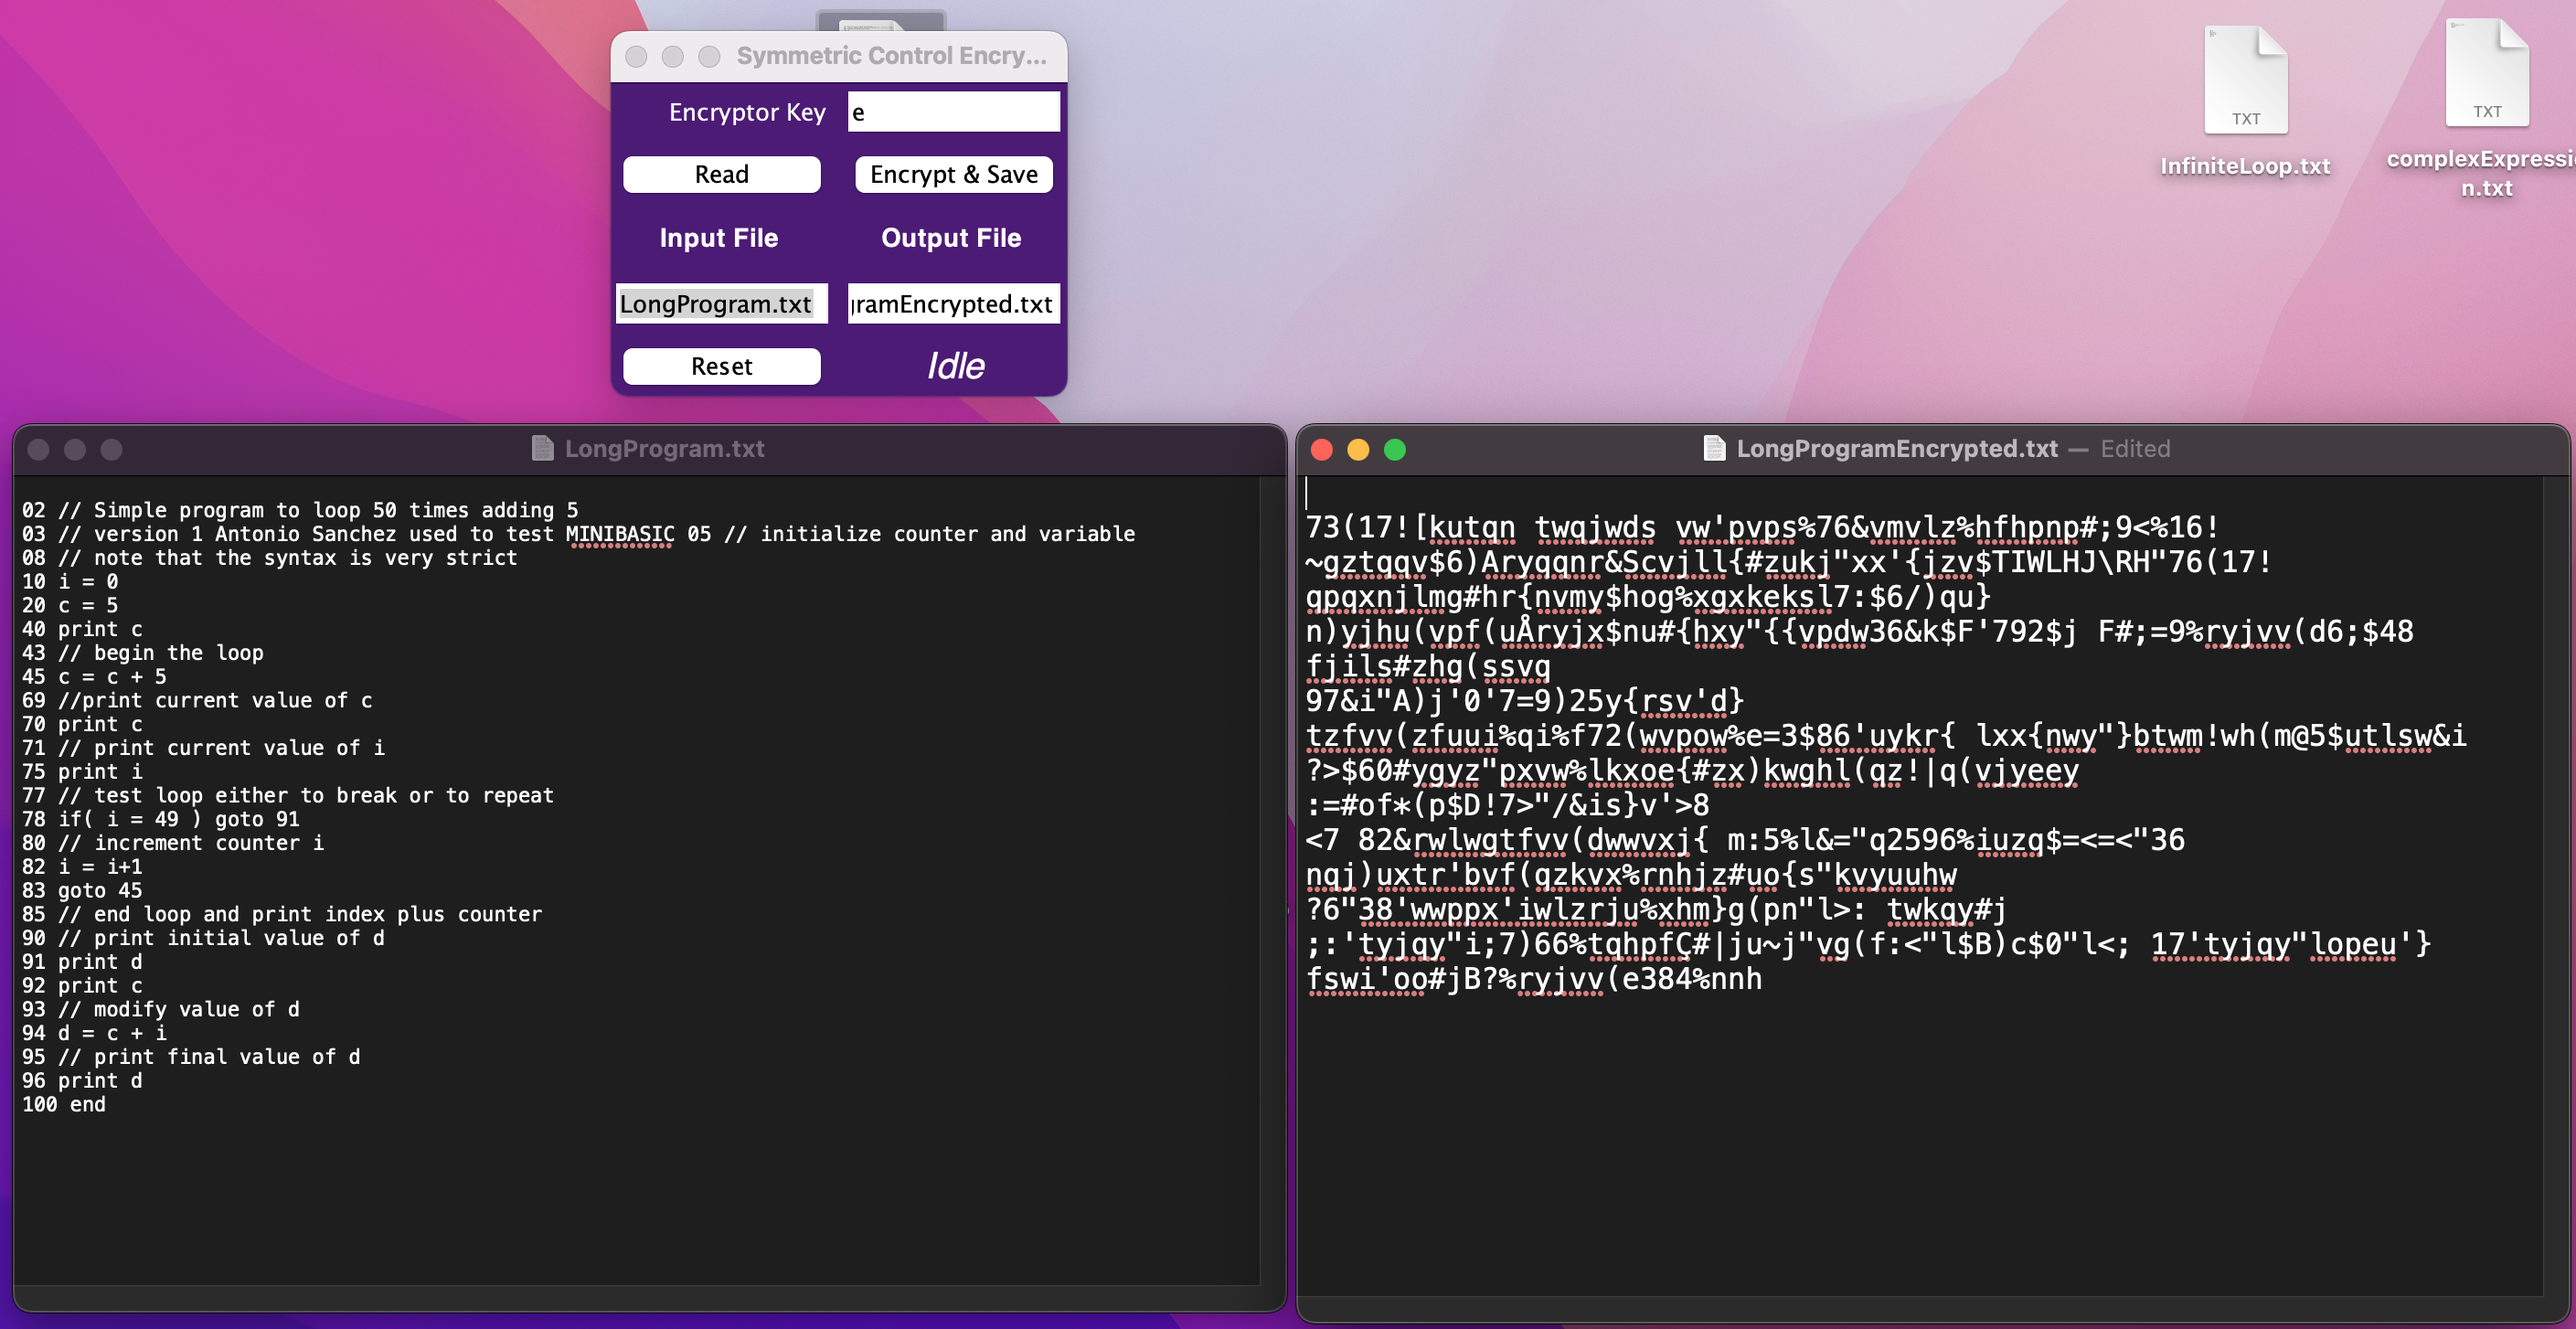 Symmetric Control Encry...
Encryptor Key e
Read Encrypt & Save
Input File Output File
LongProgram.txt ramEncrypted.txt
Reset Idle
TXT
InfiniteLoop.txt
TXT
complexExpressi
n.txt
LongProgram.txt
02 // Simple program to loop 50 times adding 5
03 // version 1 Antonio Sanchez used to test MINIBASIC 05 // initialize counter and variable
08 // note that the syntax is very strict
10 i = 0
20 c = 5
40 print c
43 // begin the loop
45 c = c + 5
69 //print current value of c
70 print c
71 // print current value of i
75 print i
77 // test loop either to break or to repeat
78 if( i = 49 ) goto 91
80 // increment counter i
82 i = i+1
83 goto 45
85 // end loop and print index plus counter
90 // print initial value of d
91 print d
92 print c
93 // modify value of d
94 d = c + i
95 // print final value of d
96 print d
100 end
LongProgramEncrypted.txt — Edited
73(17![kutqn twqjwds vw'pvps%76&vmvlz%hfhpnp#;9<%16!
~gztqqv$6)Aryqqnr&Scvjll{#zukj"xx'{jzv$TIWLHJ\RH"76(17!
qpqxnjlmg#hr{nvmy$hog%xgxkeksl7:$6/)qu}
n)yjhu(vpf(uÅryjx$nu#{hxy"{{vpdw36&k$F'792$j F#;=9%ryjvv(d6;$48
fjils#zhg(ssvq
97&i"A)j'0'7=9)25y{rsv'd}
tzfvv(zfuui%qi%f72(wvpow%e=3$86'uykr{ lxx{nwy"}btwm!wh(m@5$utlsw&i
?>$60#ygyz"pxvw%lkxoe{#zx)kwghl(qz!|q(vjyeey
:=#of*(p$D!7>"/&is}v'>8
<7 82&rwlwgtfvv(dwwvxj{ m:5%l&="q2596%iuzq$=<=<"36
nqj)uxtr'bvf(qzkvx%rnhjz#uo{s"kvyuuhw
?6"38'wwppx'iwlzrju%xhm}g(pn"l>: twkqy#j
;:'tyjqy"i;7)66%tqhpfÇ#|ju~j"vg(f:<"l$B)c$0"l<; 17'tyjqy"lopeu'}
fswi'oo#jB?%ryjvv(e384%nnh